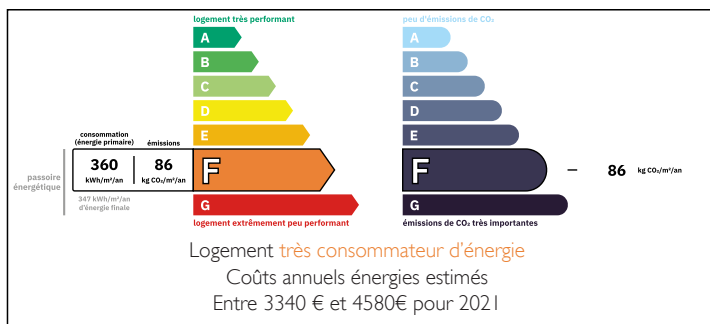 logement très performant
A
B
C
D
E
consommation
(énergie primaire)
émissions
360
kWh/m²/an
86
kg CO₂/m²/an
F
passoire
énergétique
347 kWh/m²/an
d'énergie finale
G
logement extrêmement peu performant
peu d'émissions de CO₂
A
B
C
D
E
F
86 kg CO₂/m²/an
G
émissions de CO₂ très importantes
Logement très consommateur d'énergie
Coûts annuels énergies estimés
Entre 3340 € et 4580€ pour 2021